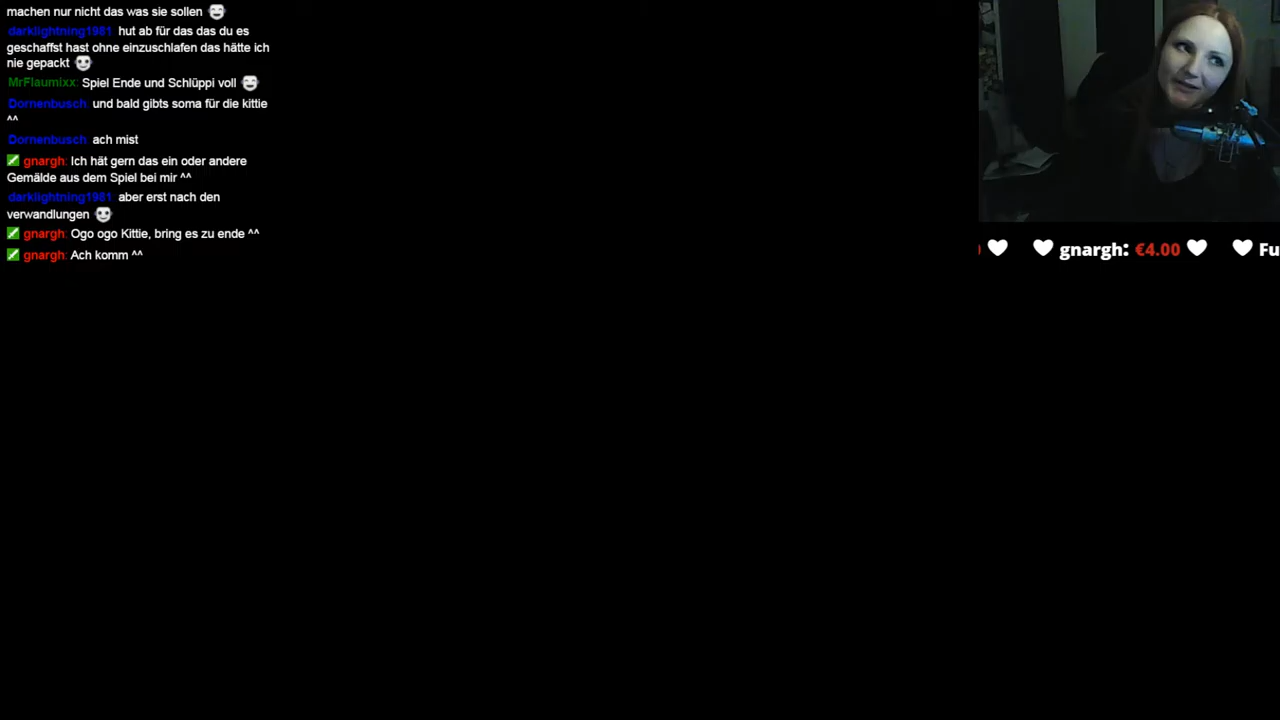 machen nur nicht das was sie sollen
darklightning1981 hut ab für das das du es
geschaffst hast ohne einzuschlafen das hätte ich
nie gepackt
MrFlaumixx: Spiel Ende und Schlüppi voll
Dornenbusch und bald gibts soma für die kittie
^^
Dornenbusch ach mist
gnargh: Ich hät gern das ein oder andere
Gemälde aus dem Spiel bei mir ^^
darklightning1981 aber erst nach den
verwandlungen
gnargh: Ogo ogo Kittie, bring es zu ende ^^
gnargh: Ach komm ^^
gnargh: €4.00 Fu